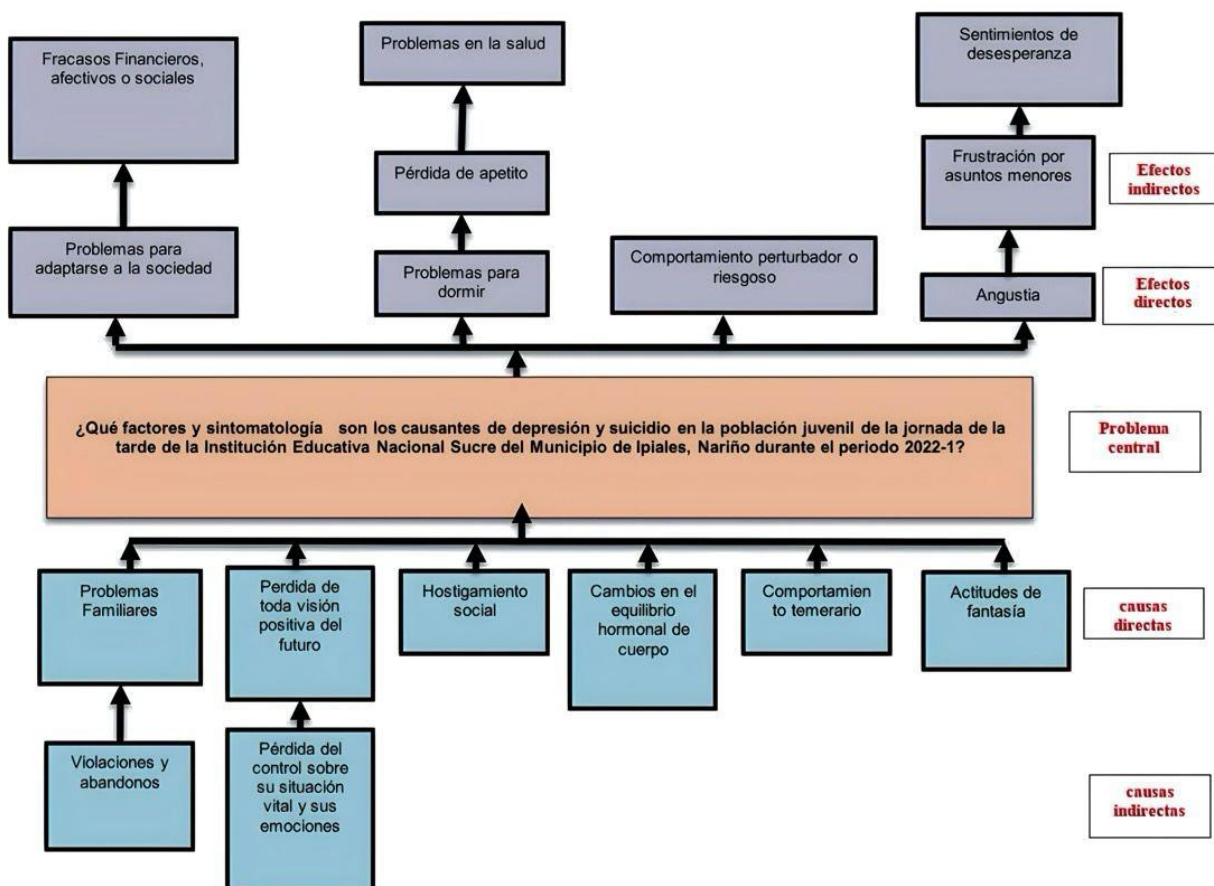 Fracasos Financieros,
afectivos o sociales
Problemas en la salud
Sentimientos de
desesperanza
Pérdida de apetito
Frustración por
asuntos menores
Efectos
indirectos
Problemas para
adaptarse a la sociedad
Problemas para
dormir
Comportamiento perturbador o
riesgoso
Angustia
Efectos
directos
¿Qué factores y sintomatología son los causantes de depresión y suicidio en la población juvenil de la jornada de la
tarde de la Institución Educativa Nacional Sucre del Municipio de Ipiales, Nariño durante el periodo 2022-1?
Problema
central
Problemas
Familiares
Perdida de
toda visión
positiva del
futuro
Hostigamiento
social
Cambios en el
equilibrio
hormonal de
cuerpo
Comportamien
to temerario
Actitudes de
fantasía
causas
directas
Violaciones y
abandonos
Pérdida del
control sobre
su situación
vital y sus
emociones
causas
indirectas